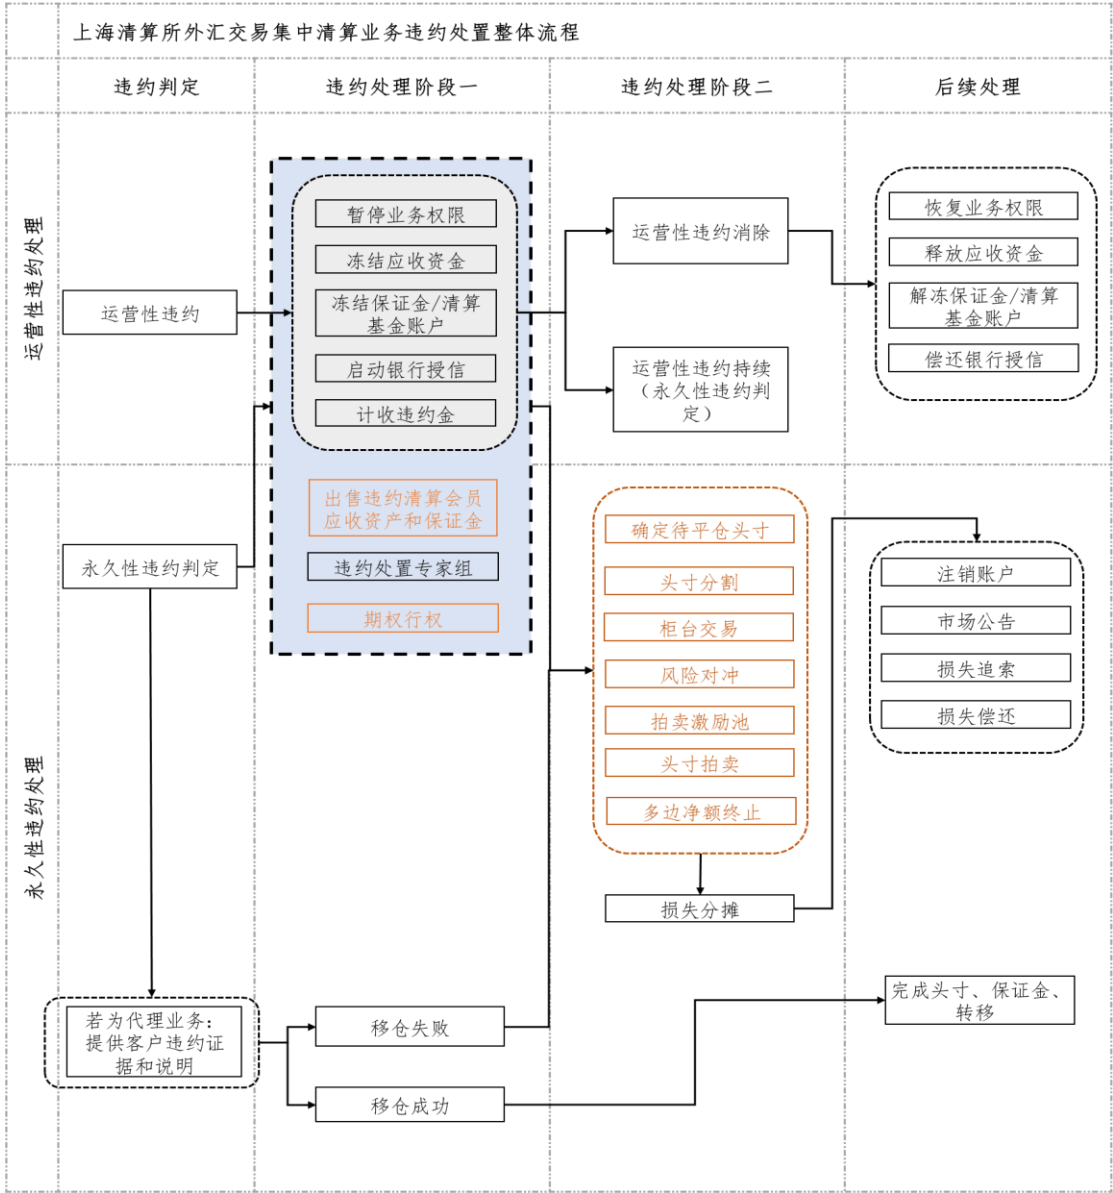 上海清算所外汇交易集中清算业务违约处置整体流程
违约判定
违约处理阶段一
违约处理阶段二
后续处理
运营性违约处理
运营性违约
暂停业务权限
冻结应收资金
冻结保证金/清算
基金账户
启动银行授信
计收违约金
运营性违约消除
运营性违约持续
（永久性违约判
定）
恢复业务权限
释放应收资金
解冻保证金/清算
基金账户
偿还银行授信
永久性违约处理
永久性违约判定
出售违约清算会员
应收资产和保证金
违约处置专家组
期权行权
确定待平仓头寸
头寸分割
柜台交易
风险对冲
拍卖激励池
头寸拍卖
多边净额终止
损失分摊
注销账户
市场公告
损失追索
损失偿还
若为代理业务：
提供客户违约证
据和说明
移仓失败
移仓成功
完成头寸、保证金、
转移